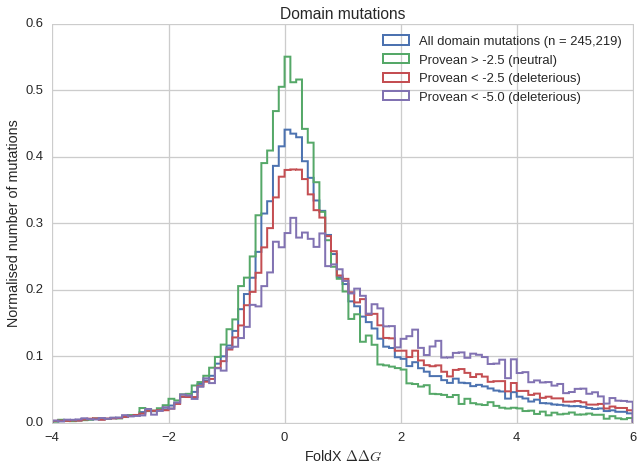 Domain mutations
All domain mutations (n = 245,219)
Provean > -2.5 (neutral)
Provean < -2.5 (deleterious)
Provean < -5.0 (deleterious)
Normalised number of mutations
0.6
0.5
0.4
0.3
0.2
0.1
0.0
−4 −2 0 2 4 6
FoldX ΔΔG